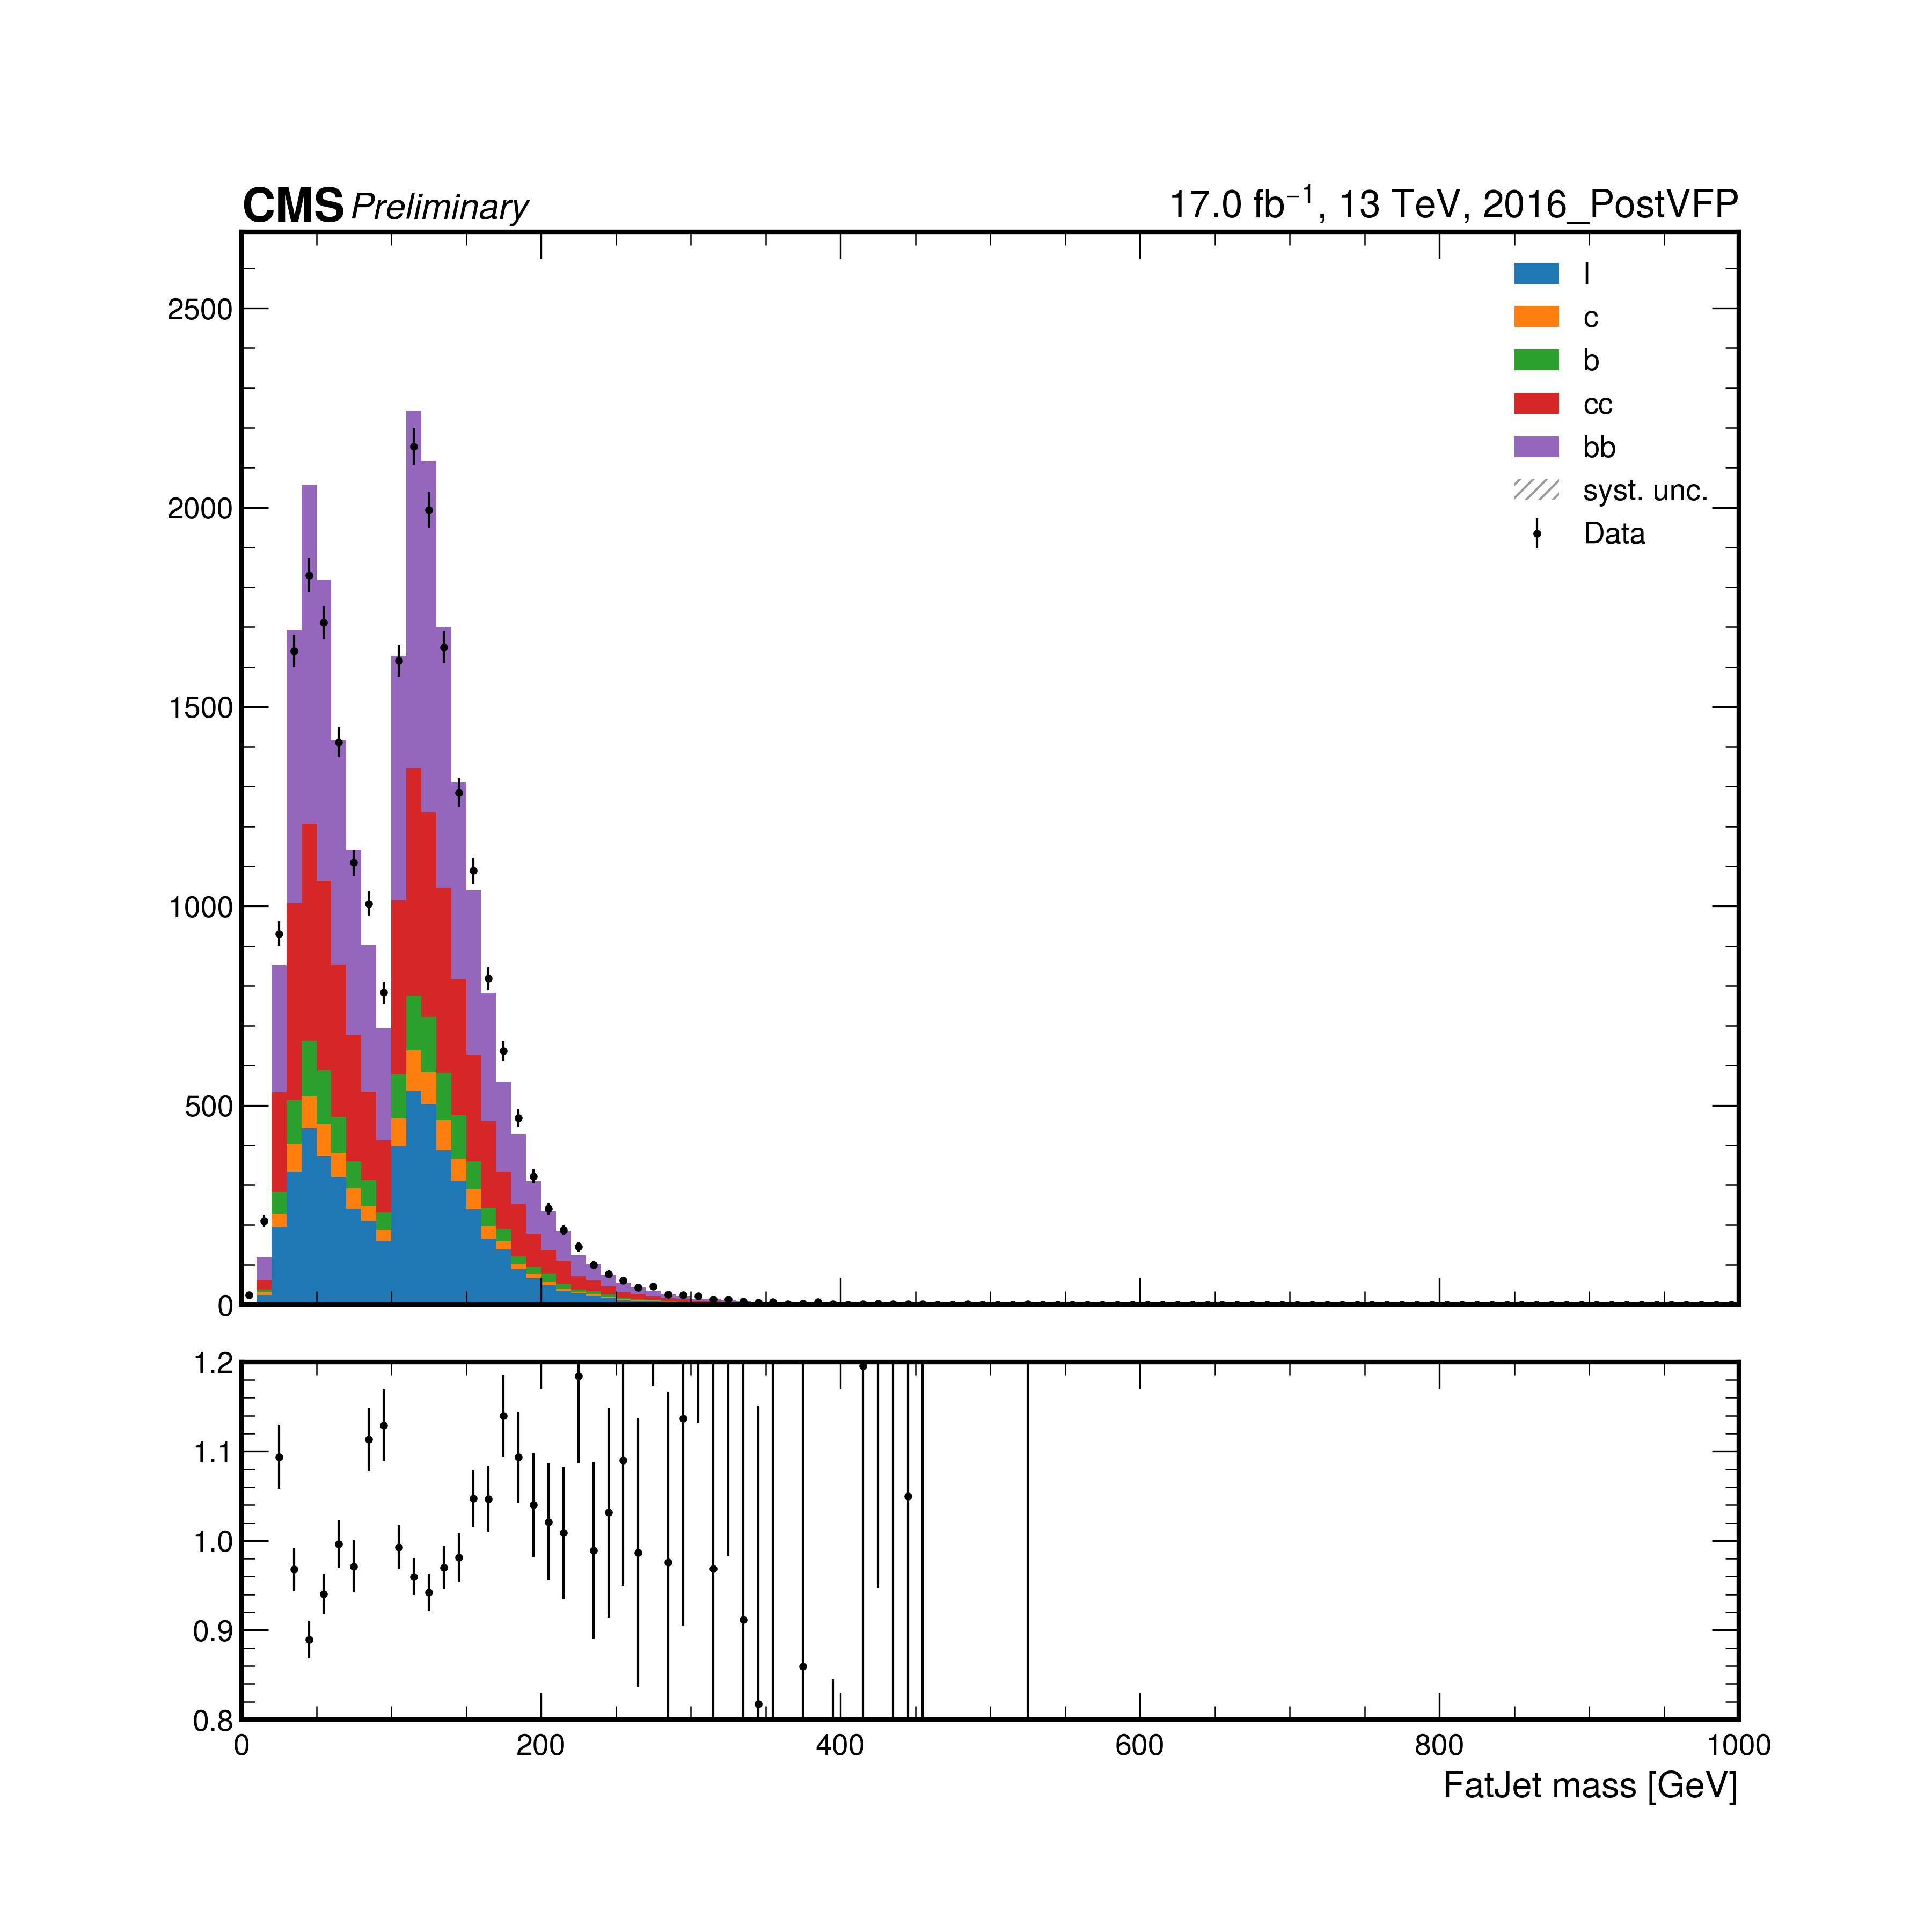 CMS Preliminary 17.0 fb⁻¹, 13 TeV, 2016_PostVFP
2500
2000
1500
1000
500
0
l
c
b
cc
bb
syst. unc.
Data
1.2
1.1
1.0
0.9
0.8
0 200 400 600 800 1000
FatJet mass [GeV]